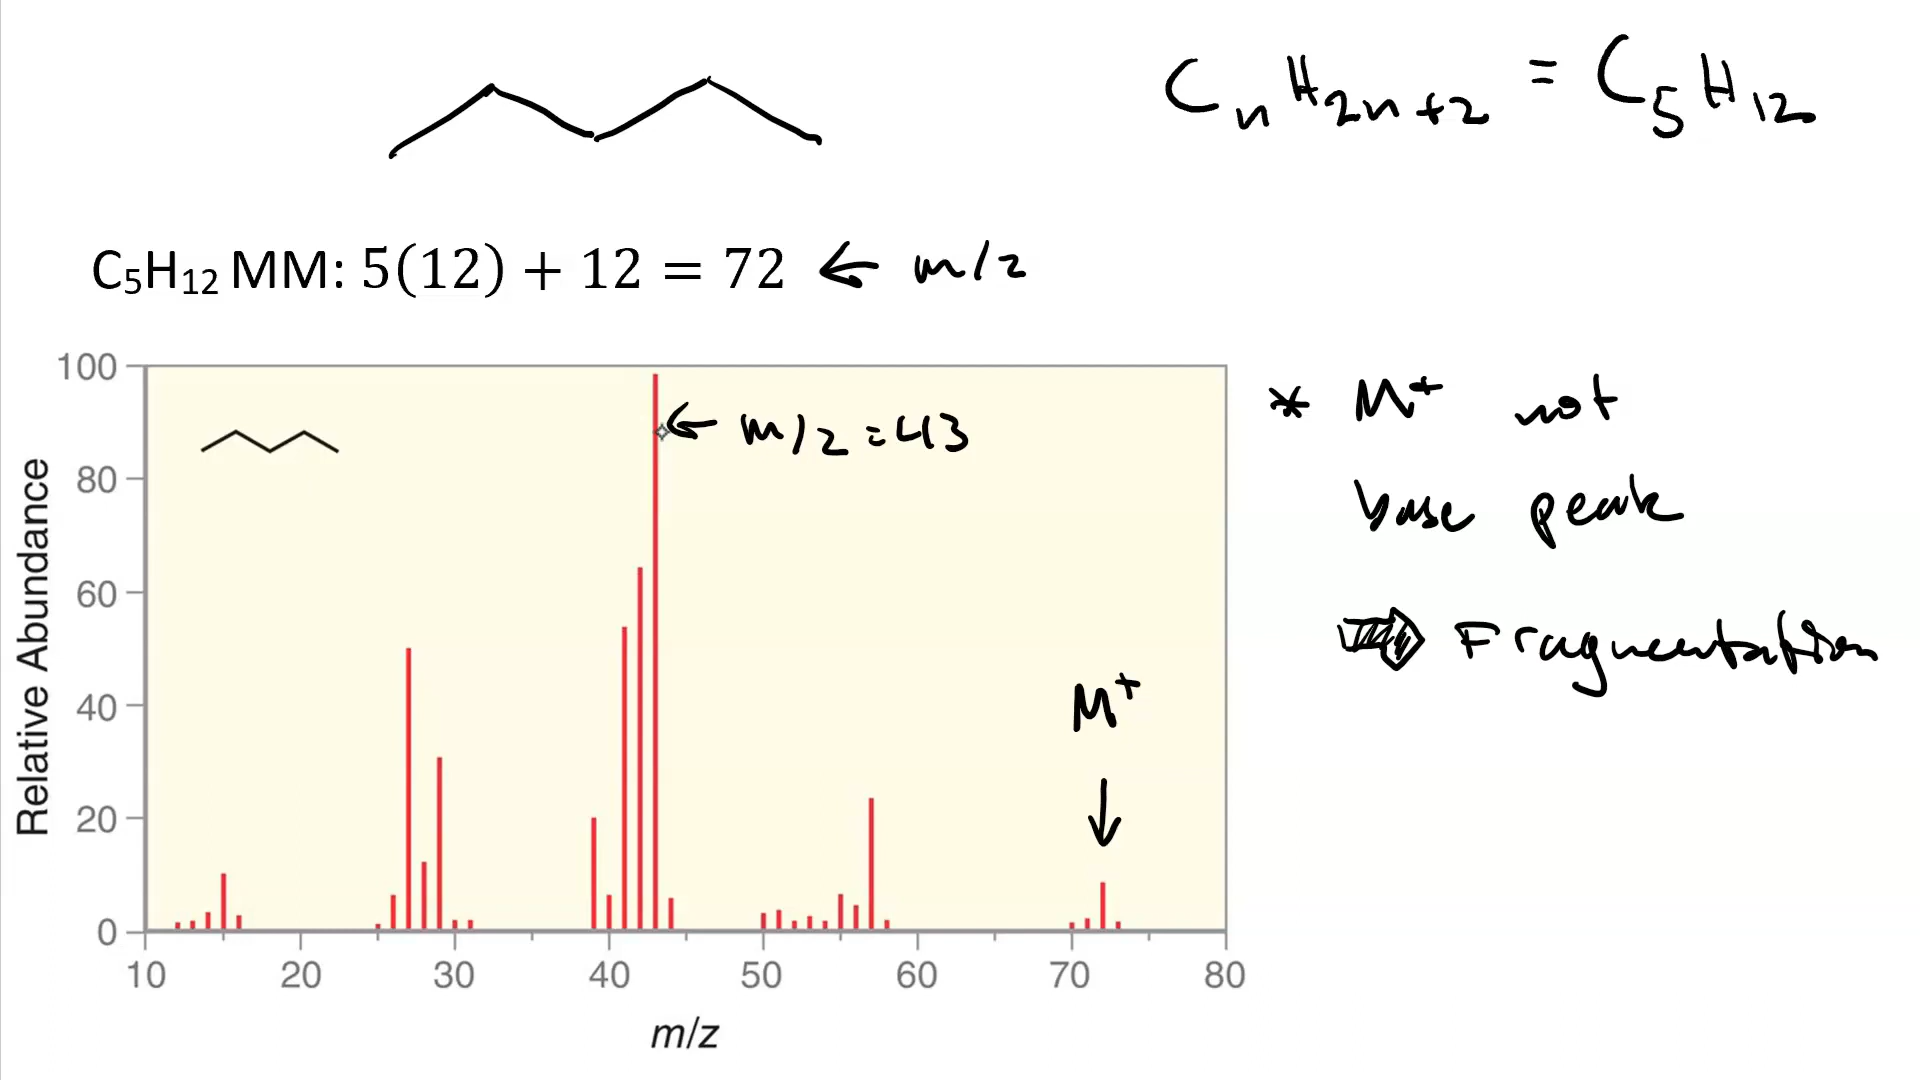 CnH2n+2 = C5H12
C5H12 MM: 5(12) + 12 = 72 ← m/z
100
80
60
40
20
0
Relative Abundance
← m/z = 43
M+
↓
10 20 30 40 50 60 70 80
m/z
* M+ not
base peak
⇒ Fragmentation